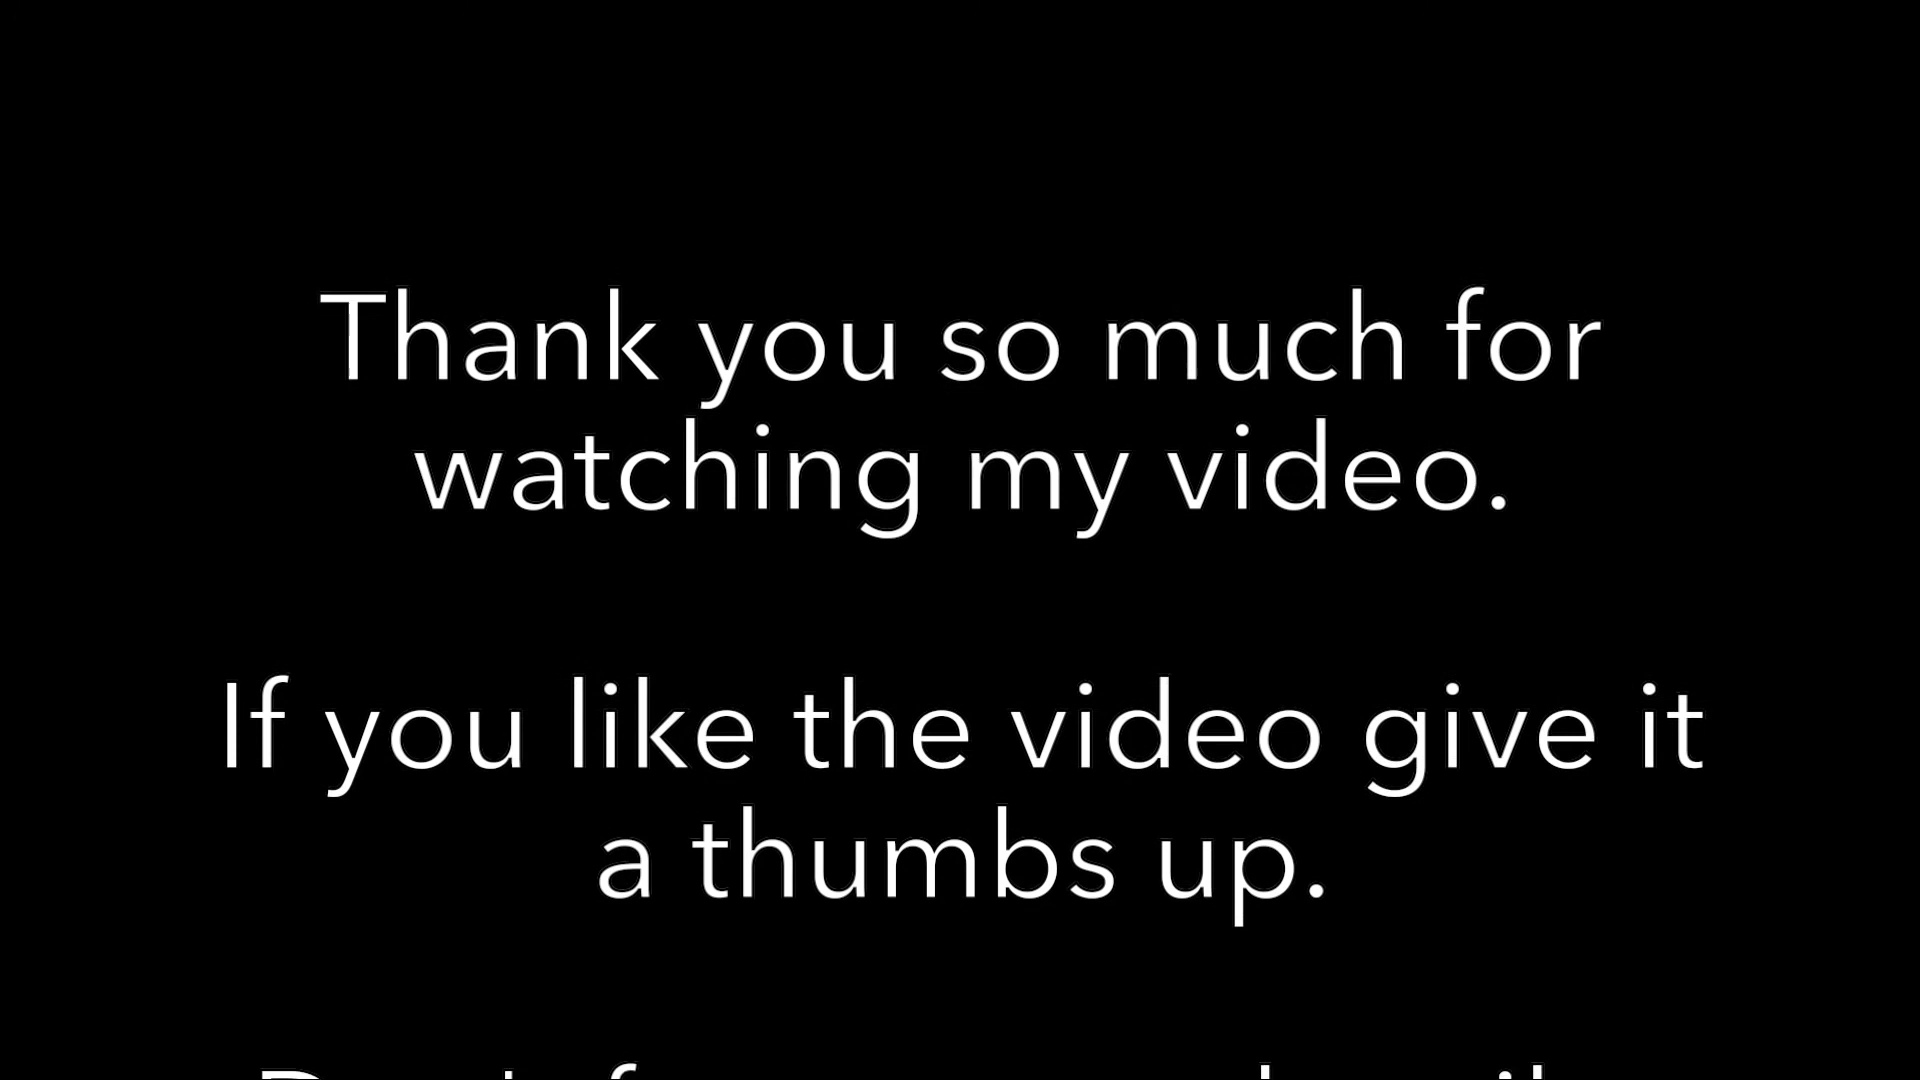 Thank you so much for
watching my video.
If you like the video give it
a thumbs up.